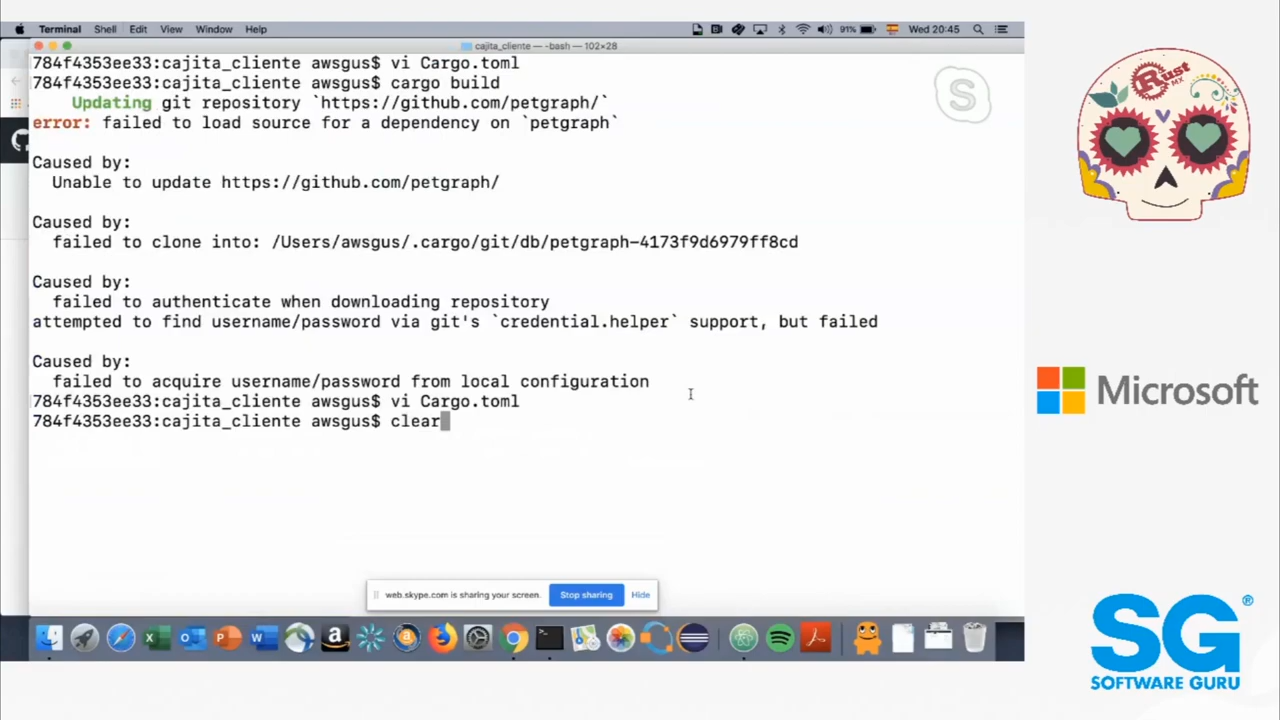 Terminal Shell Edit View Window Help 91% Wed 20:45
cajita_cliente — -bash — 102×28
784f4353ee33:cajita_cliente awsgus$ vi Cargo.toml
784f4353ee33:cajita_cliente awsgus$ cargo build
Updating git repository `https://github.com/petgraph/`
error: failed to load source for a dependency on `petgraph`
Caused by:
Unable to update https://github.com/petgraph/
Caused by:
failed to clone into: /Users/awsgus/.cargo/git/db/petgraph-4173f9d6979ff8cd
Caused by:
failed to authenticate when downloading repository
attempted to find username/password via git's `credential.helper` support, but failed
Caused by:
failed to acquire username/password from local configuration
784f4353ee33:cajita_cliente awsgus$ vi Cargo.toml
784f4353ee33:cajita_cliente awsgus$ clear
web.skype.com is sharing your screen. Stop sharing Hide
Rust MX
Microsoft
SG®
SOFTWARE GURU